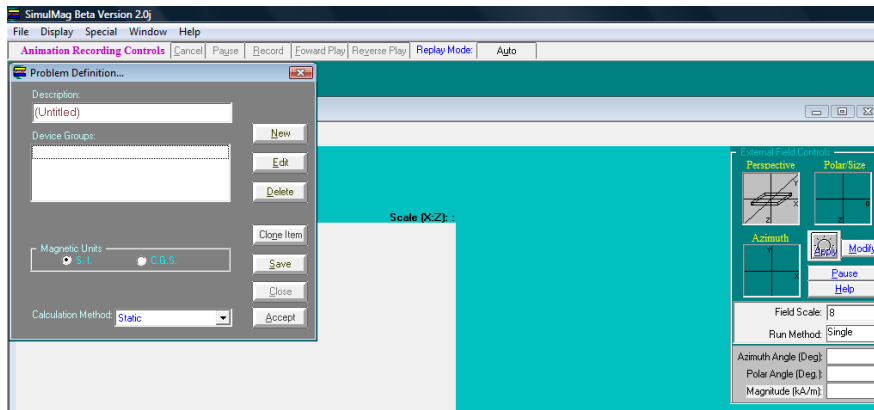 SimulMag Beta Version 2.0j
File Display Special Window Help
Animation Recording Controls Cancel Pause Record Foward Play Reverse Play Replay Mode: Auto
Problem Definition...
Description:
(Untitled)
Device Groups:
New
Edit
Delete
Clone Item
Magnetic Units
S. I. C.G.S.
Save
Close
Calculation Method: Static
Accept
Scale (X:Z): :
External Field Controls
Perspective Polar/Size
Y
X
Z
z
Azimuth
Y
X
Apply Modify
Pause
Help
Field Scale: 8
Run Method: Single
Azimuth Angle (Deg):
Polar Angle (Deg.):
Magnitude (kA/m):